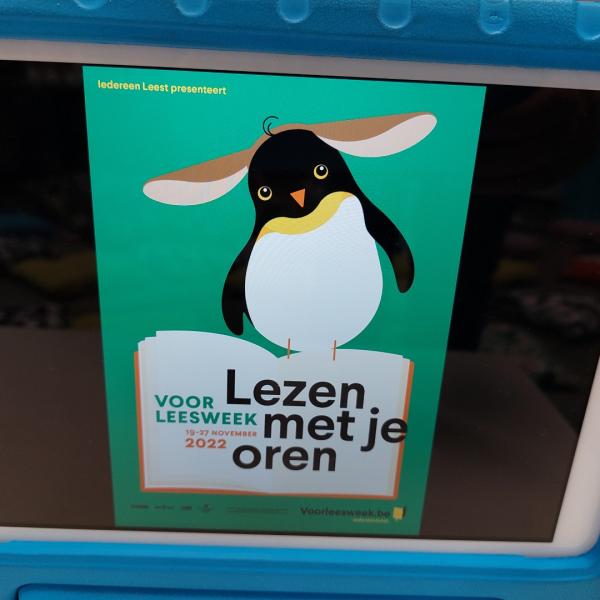 Iedereen Leest presenteert
VOOR
LEESWEEK
19-27 NOVEMBER
2022
Lezen
met je
oren
Voorleesweek.be